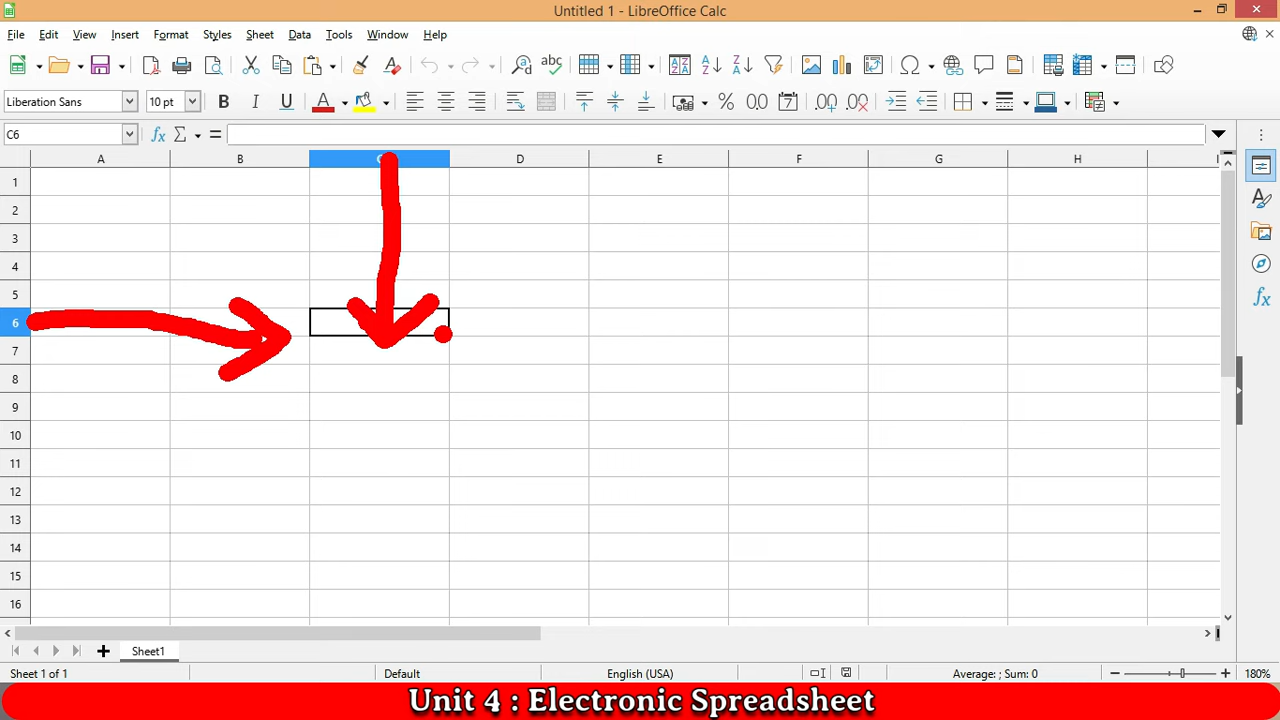 Untitled 1 - LibreOffice Calc
File Edit View Insert Format Styles Sheet Data Tools Window Help
Liberation Sans 10 pt
C6
A B D E F G H I
1
2
3
4
5
6
7
8
9
10
11
12
13
14
15
16
Sheet1
Sheet 1 of 1 Default English (USA) Average: ; Sum: 0 180%
Unit 4 : Electronic Spreadsheet